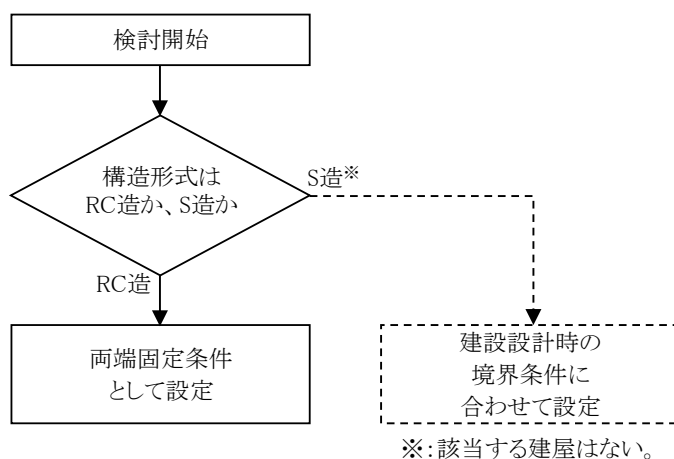 検討開始
構造形式は
RC造か、S造か
S造※
RC造
両端固定条件
として設定
建設設計時の
境界条件に
合わせて設定
※：該当する建屋はない。